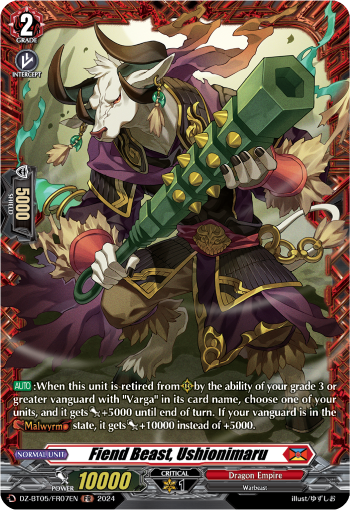 2
GRADE
INTERCEPT
5000
SHIELD
AUTO :When this unit is retired from R by the ability of your grade 3 or
greater vanguard with "Varga" in its card name, choose one of your
units, and it gets +5000 until end of turn. If your vanguard is in the
Malwyrm state, it gets +10000 instead of +5000.
NORMAL UNIT
Fiend Beast, Ushionimaru
POWER 10000
CRITICAL
1
Dragon Empire
Warbeast
DZ-BT05/FR07EN FR 2024
illust/ゆずしお